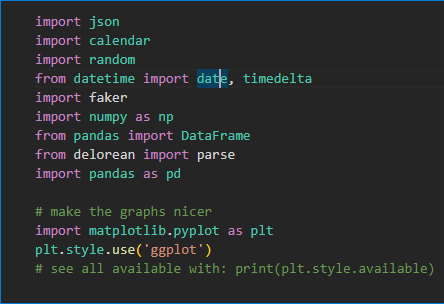 import json
import calendar
import random
from datetime import date, timedelta
import faker
import numpy as np
from pandas import DataFrame
from delorean import parse
import pandas as pd
# make the graphs nicer
import matplotlib.pyplot as plt
plt.style.use('ggplot')
# see all available with: print(plt.style.available)